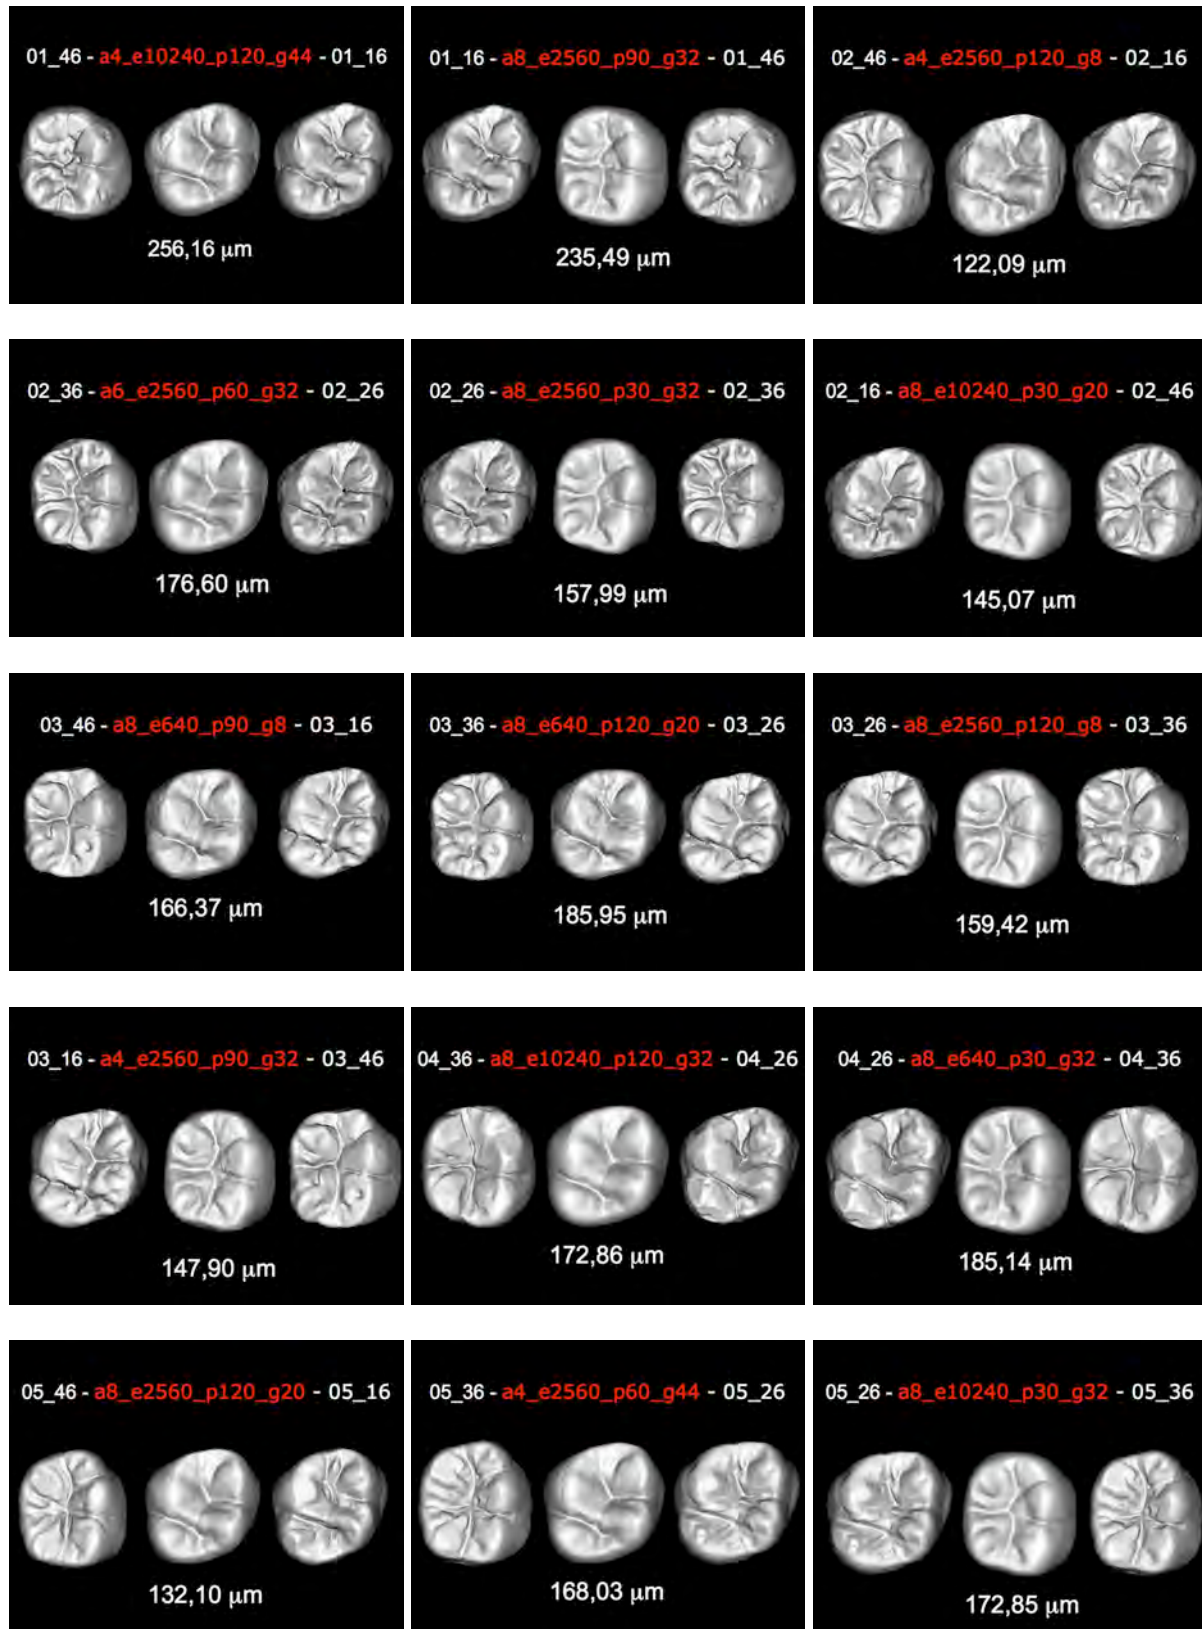 01_46 - a4_e10240_p120_g44 - 01_16
256,16 μm
01_16 - a8_e2560_p90_g32 - 01_46
235,49 μm
02_46 - a4_e2560_p120_g8 - 02_16
122,09 μm
02_36 - a6_e2560_p60_g32 - 02_26
176,60 μm
02_26 - a8_e2560_p30_g32 - 02_36
157,99 μm
02_16 - a8_e10240_p30_g20 - 02_46
145,07 μm
03_46 - a8_e640_p90_g8 - 03_16
166,37 μm
03_36 - a8_e640_p120_g20 - 03_26
185,95 μm
03_26 - a8_e2560_p120_g8 - 03_36
159,42 μm
03_16 - a4_e2560_p90_g32 - 03_46
147,90 μm
04_36 - a8_e10240_p120_g32 - 04_26
172,86 μm
04_26 - a8_e640_p30_g32 - 04_36
185,14 μm
05_46 - a8_e2560_p120_g20 - 05_16
132,10 μm
05_36 - a4_e2560_p60_g44 - 05_26
168,03 μm
05_26 - a8_e10240_p30_g32 - 05_36
172,85 μm